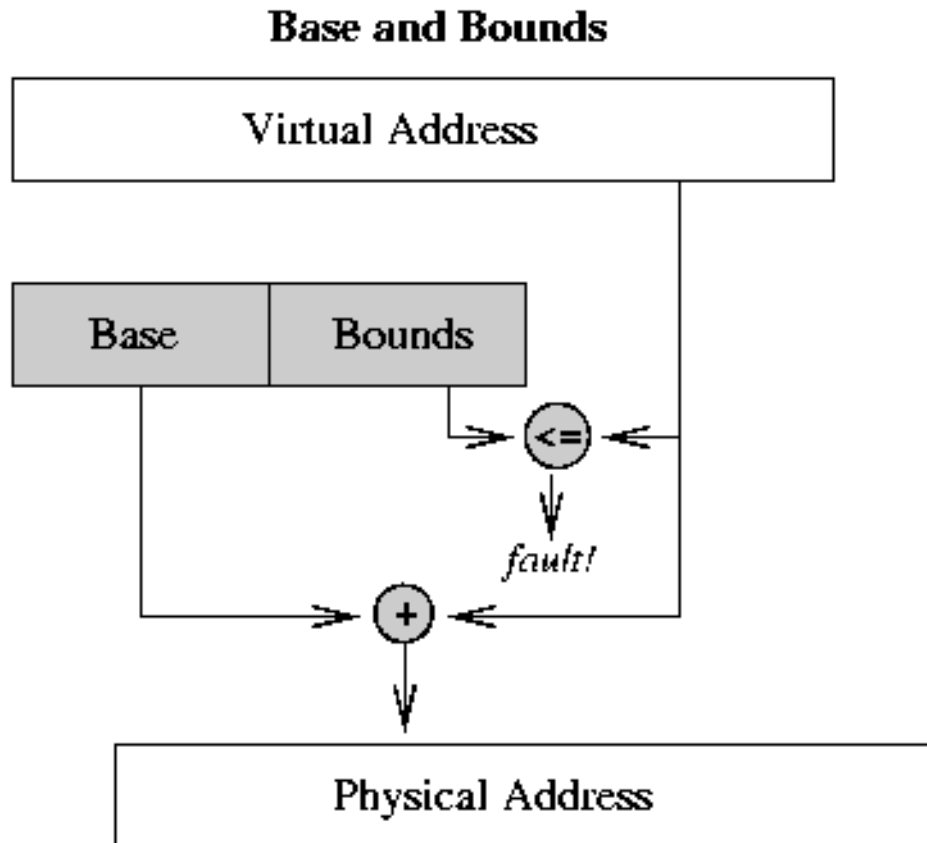 Base and Bounds
Virtual Address
Base
Bounds
<=
fault!
+
Physical Address